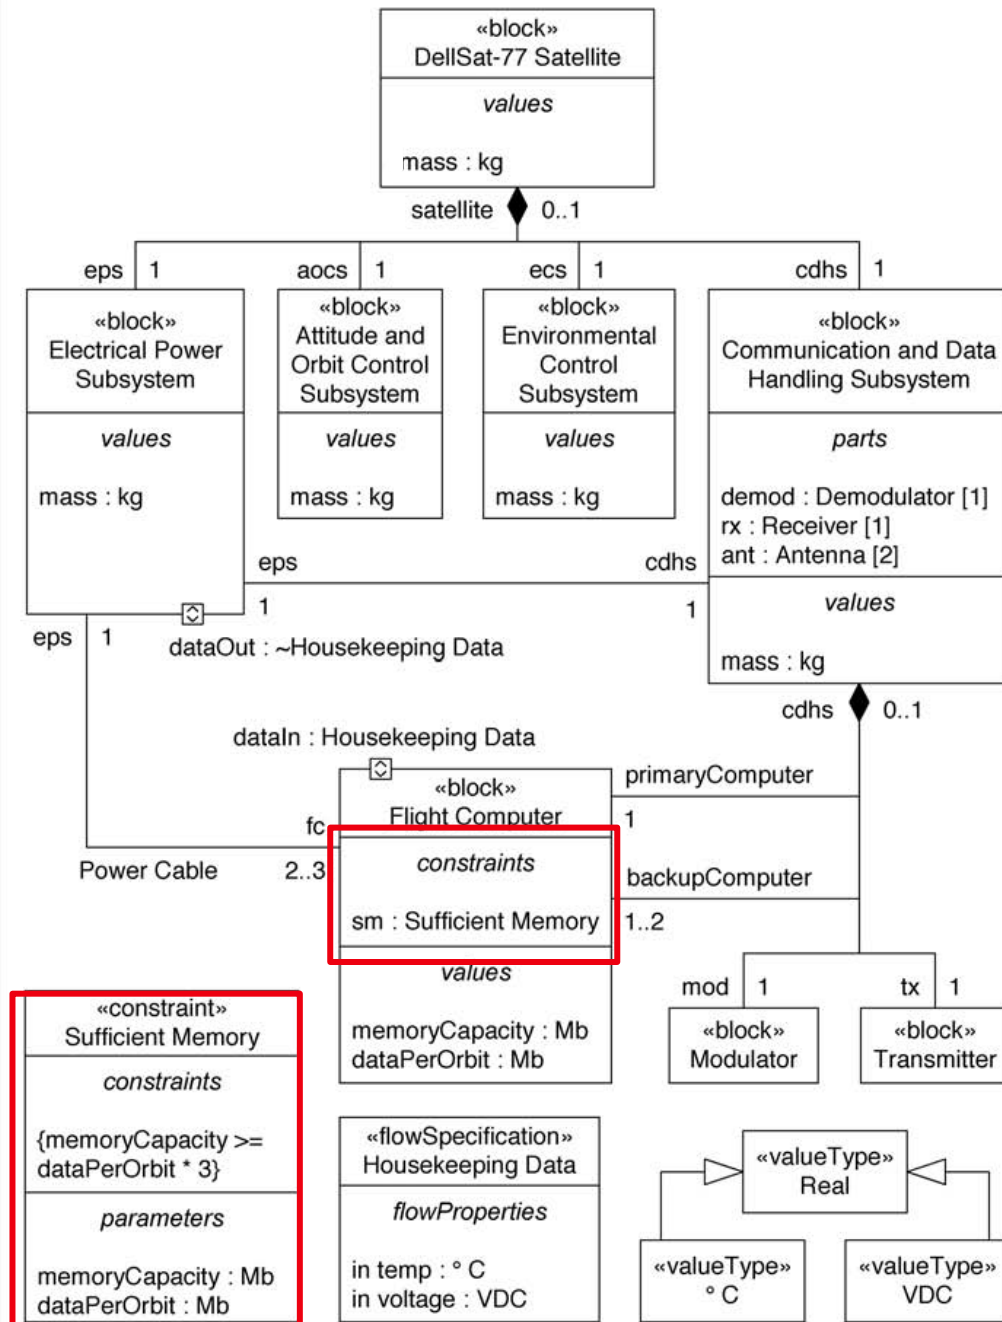 «block»
DellSat-77 Satellite
values
mass : kg
satellite
0..1
eps
1
aocs
1
ecs
1
cdhs
1
«block»
Electrical Power
Subsystem
values
mass : kg
«block»
Attitude and
Orbit Control
Subsystem
values
mass : kg
«block»
Environmental
Control
Subsystem
values
mass : kg
«block»
Communication and Data
Handling Subsystem
parts
demod : Demodulator [1]
rx : Receiver [1]
ant : Antenna [2]
values
mass : kg
eps
1
cdhs
1
eps
1
dataOut : ~Housekeeping Data
cdhs
0..1
dataIn : Housekeeping Data
«block»
Flight Computer
constraints
sm : Sufficient Memory
values
memoryCapacity : Mb
dataPerOrbit : Mb
primaryComputer
1
backupComputer
1..2
fc
2..3
Power Cable
mod
1
tx
1
«block»
Modulator
«block»
Transmitter
«constraint»
Sufficient Memory
constraints
{memoryCapacity >=
dataPerOrbit * 3}
parameters
memoryCapacity : Mb
dataPerOrbit : Mb
«flowSpecification»
Housekeeping Data
flowProperties
in temp : ° C
in voltage : VDC
«valueType»
Real
«valueType»
° C
«valueType»
VDC